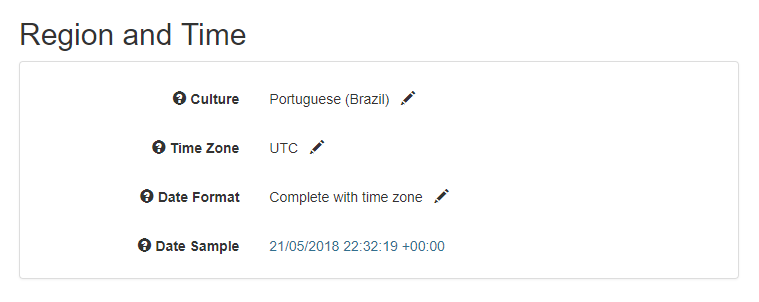 Region and Time
Culture Portuguese (Brazil)
Time Zone UTC
Date Format Complete with time zone
Date Sample 21/05/2018 22:32:19 +00:00